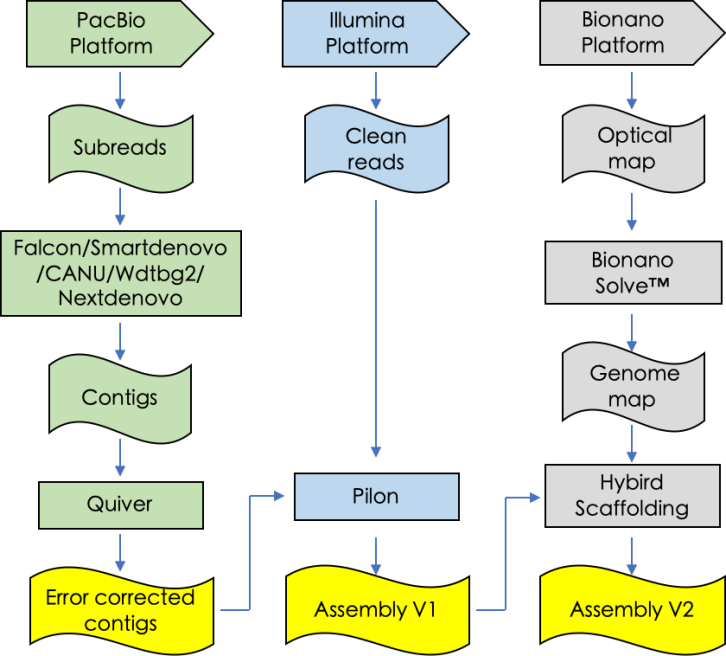 PacBio
Platform
Subreads
Falcon/Smartdenovo
/CANU/Wdtbg2/
Nextdenovo
Contigs
Quiver
Error corrected
contigs
Illumina
Platform
Clean
reads
Pilon
Assembly V1
Bionano
Platform
Optical
map
Bionano
Solve™
Genome
map
Hybird
Scaffolding
Assembly V2